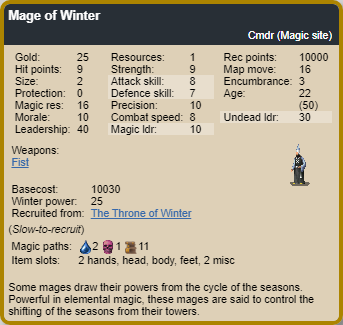 Mage of Winter
Cmdr (Magic site)
Gold: 25 Resources: 1 Rec points: 10000
Hit points: 9 Strength: 9 Map move: 16
Size: 2 Attack skill: 8 Encumbrance: 3
Protection: 0 Defence skill: 7 Age: 22
Magic res: 16 Precision: 10 (50)
Morale: 10 Combat speed: 8 Undead ldr: 30
Leadership: 40 Magic ldr: 10
Weapons:
Fist
Basecost: 10030
Winter power: 25
Recruited from: The Throne of Winter
(Slow-to-recruit)
Magic paths: 2 1 11
Item slots: 2 hands, head, body, feet, 2 misc
Some mages draw their powers from the cycle of the seasons.
Powerful in elemental magic, these mages are said to control the
shifting of the seasons from their towers.